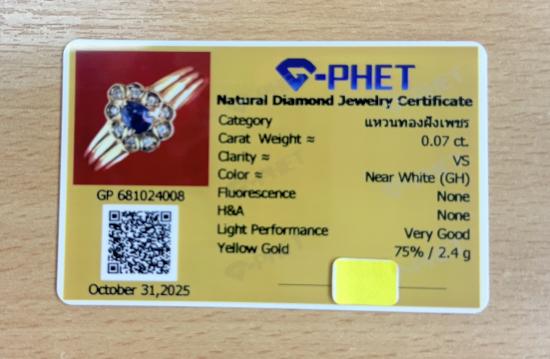 G-PHET
Natural Diamond Jewelry Certificate
Category แหวนทองฝังเพชร
Carat Weight ≈ 0.07 ct.
Clarity ≈ VS
Color ≈ Near White (GH)
Fluorescence None
H&A None
Light Performance Very Good
Yellow Gold 75% / 2.4 g
GP 681024008
October 31,2025